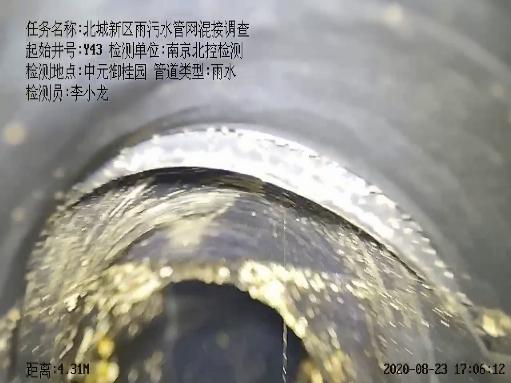 任务名称:北城新区雨污水管网混接调查
起始井号:Y43 检测单位:南京北控检测
检测地点:中元御桂园 管道类型:雨水
检测员:李小龙
距离:4.31M
2020-08-23 17:06:12